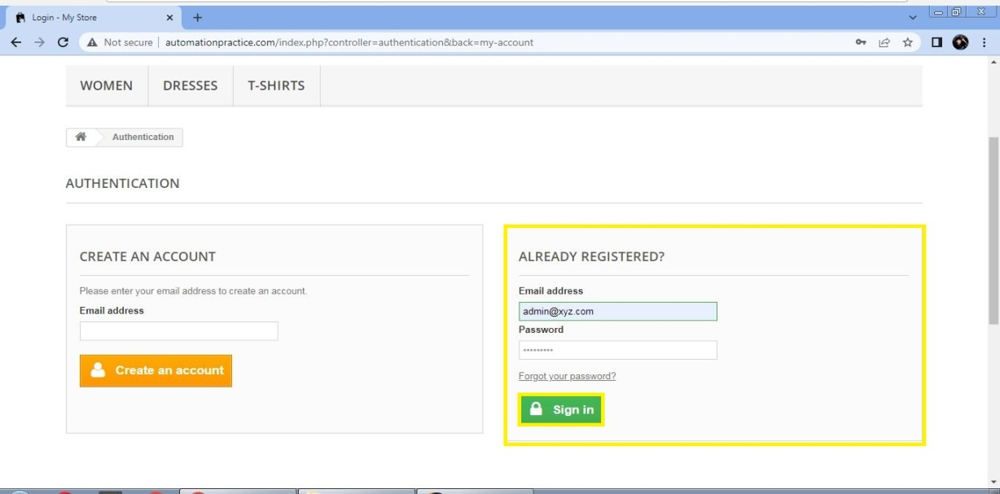 Login - My Store
Not secure | automationpractice.com/index.php?controller=authentication&back=my-account
WOMEN DRESSES T-SHIRTS
Authentication
AUTHENTICATION
CREATE AN ACCOUNT
Please enter your email address to create an account.
Email address
Create an account
ALREADY REGISTERED?
Email address
admin@xyz.com
Password
Forgot your password?
Sign in